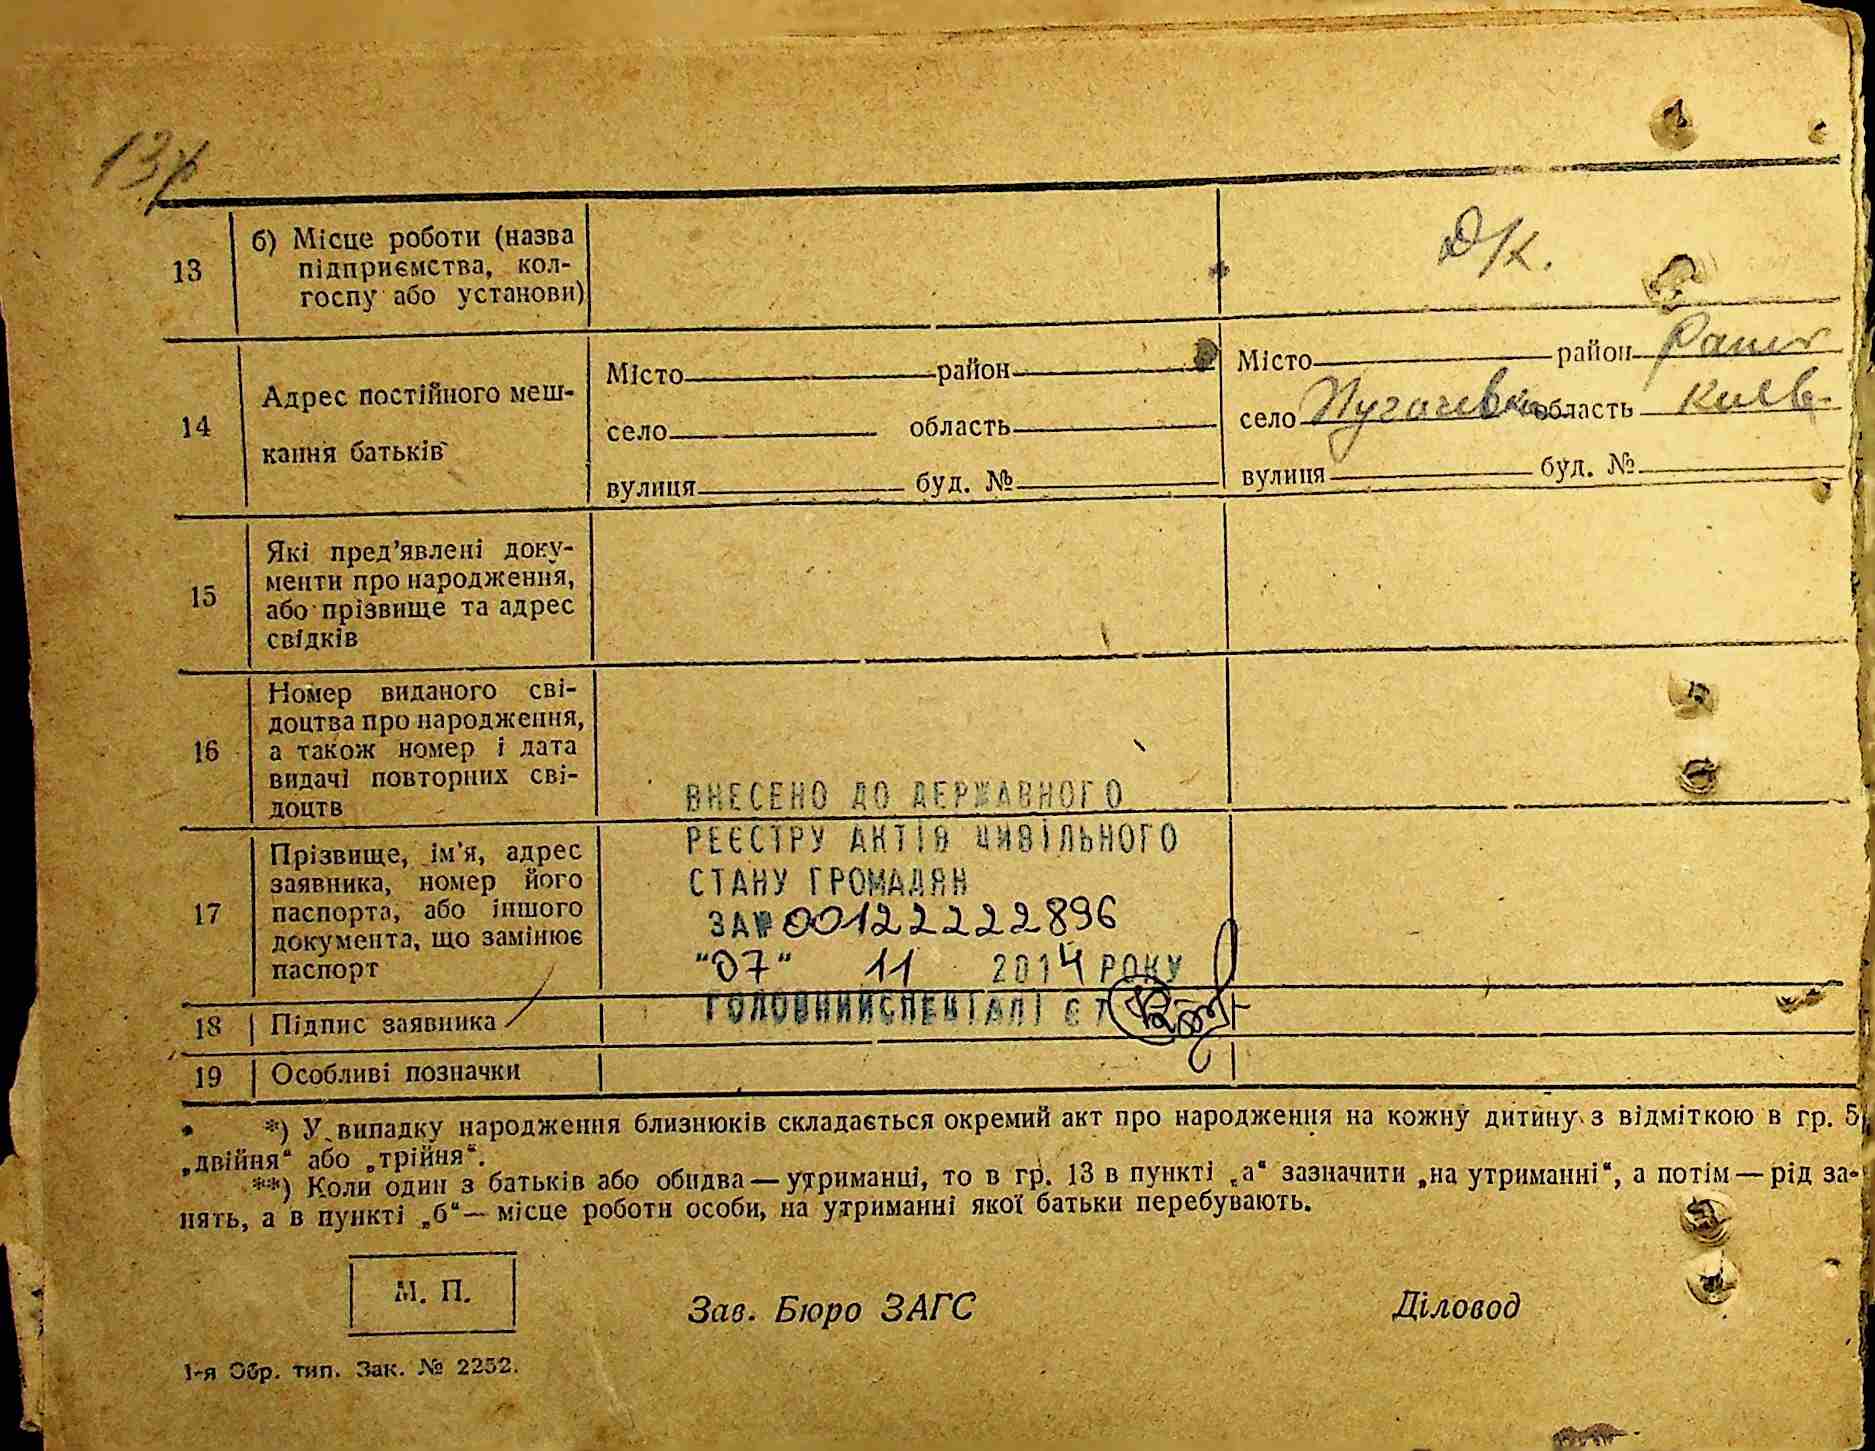 13
б) Місце роботи (назва
підприємства, кол-
госпу або установи)
Д/к.
14
Адрес постійного меш-
кання батьків
Місто район
село область
вулиця буд. №
Місто район
село Пугачевка область Київ.
вулиця буд. №
15
Які пред’явлені доку-
менти про народження,
або прізвище та адрес
свідків
16
Номер виданого сві-
доцтва про народження,
а також номер і дата
видачі повторних сві-
доцтв
17
Прізвище, ім’я, адрес
заявника, номер його
паспорта, або іншого
документа, що замінює
паспорт
ВНЕСЕНО ДО ДЕРЖАВНОГО
РЕЄСТРУ АКТІВ ЦИВІЛЬНОГО
СТАНУ ГРОМАДЯН
ЗА № 00122222896
"07" 11 2014 РОКУ
ГОЛОВНИЙ СПЕЦІАЛІСТ
18 Підпис заявника
19 Особливі позначки
*) У випадку народження близнюків складається окремий акт про народження на кожну дитину з відміткою в гр. 5
„двійня“ або „трійня“.
**) Коли один з батьків або обидва — утриманці, то в гр. 13 в пункті „а“ зазначити „на утриманні“, а потім — рід за-
нять, а в пункті „б“ — місце роботи особи, на утриманні якої батьки перебувають.
М. П.
Зав. Бюро ЗАГС
Діловод
1-я Обр. тип. Зак. № 2252.